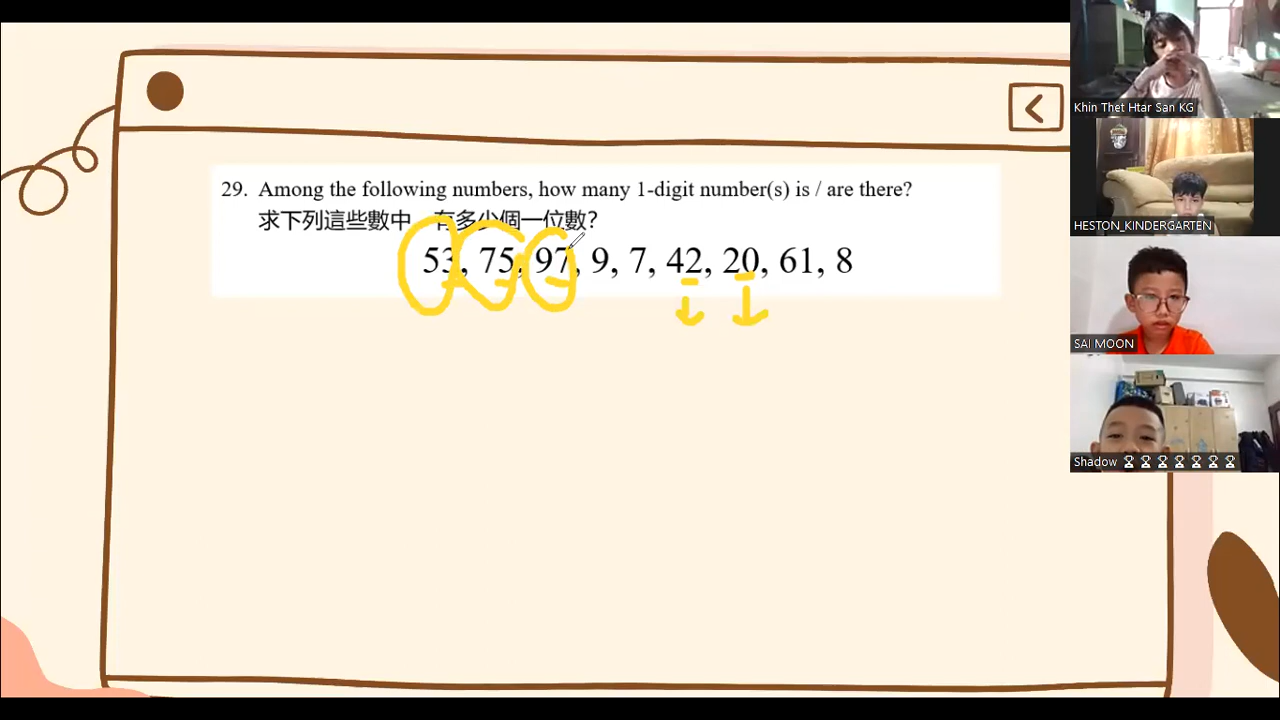 29. Among the following numbers, how many 1-digit number(s) is / are there?
求下列這些數中，有多少個一位數?
53, 75, 97, 9, 7, 42, 20, 61, 8
Khin Thet Htar San KG
HESTON_KINDERGARTEN
SAI MOON
Shadow